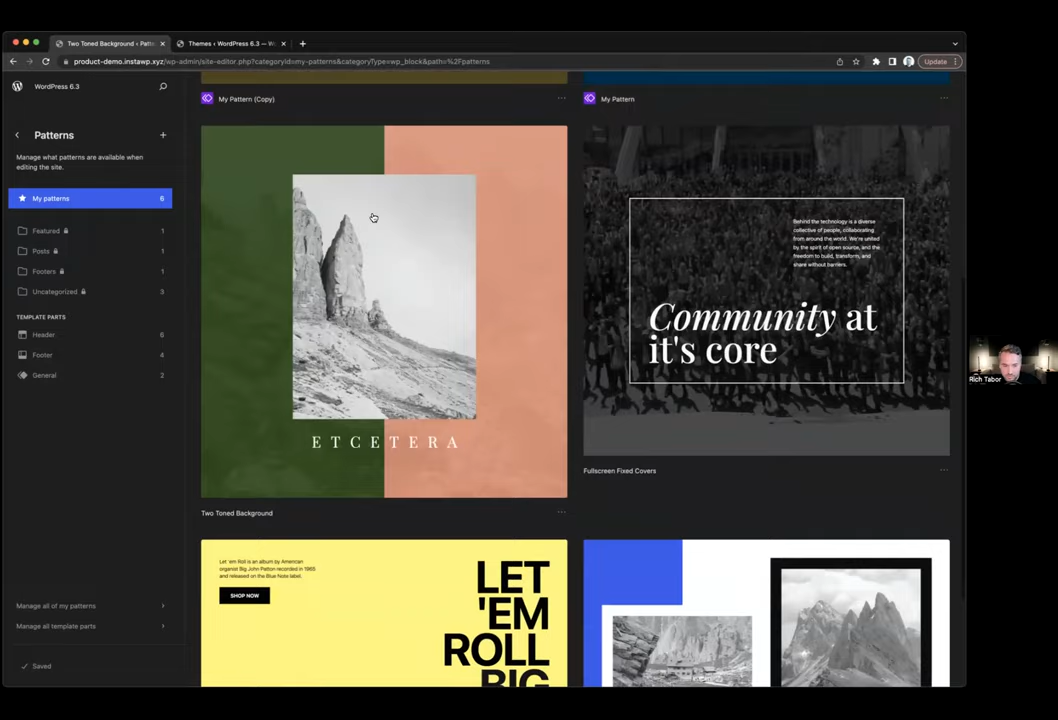 Two Toned Background ‹ Patte
Themes ‹ WordPress 6.3 — Wo
product-demo.instawp.xyz/wp-admin/site-editor.php?categoryId=my-patterns&categoryType=wp_block&path=%2Fpatterns
Update
WordPress 6.3
Patterns
Manage what patterns are available when
editing the site.
My patterns 6
Featured 1
Posts 1
Footers 1
Uncategorized 3
TEMPLATE PARTS
Header 6
Footer 4
General 2
Manage all of my patterns
Manage all template parts
Saved
My Pattern (Copy)
My Pattern
ETCETERA
Two Toned Background
Behind the technology is a diverse
collective of people, collaborating
from around the world. We're united
by the spirit of open source, and the
freedom to build, transform, and
share without barriers.
Community at
it's core
Fullscreen Fixed Covers
Let 'em Roll is an album by American
organist Big John Patton recorded in 1965
and released on the Blue Note label.
SHOP NOW
LET
'EM
ROLL
BIG
Rich Tabor